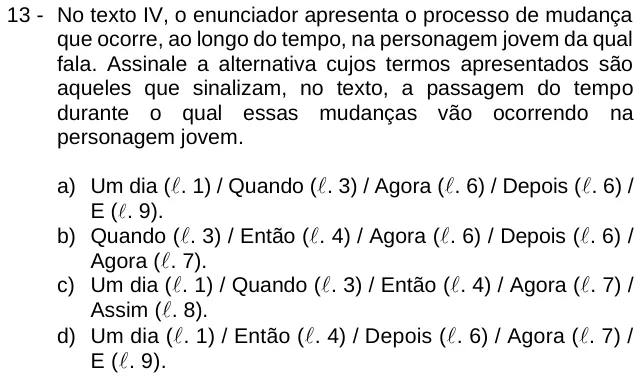 13 - No texto IV, o enunciador apresenta o processo de mudança
que ocorre, ao longo do tempo, na personagem jovem da qual
fala. Assinale a alternativa cujos termos apresentados são
aqueles que sinalizam, no texto, a passagem do tempo
durante o qual essas mudanças vão ocorrendo na
personagem jovem.
a) Um dia (ℓ. 1) / Quando (ℓ. 3) / Agora (ℓ. 6) / Depois (ℓ. 6) /
E (ℓ. 9).
b) Quando (ℓ. 3) / Então (ℓ. 4) / Agora (ℓ. 6) / Depois (ℓ. 6) /
Agora (ℓ. 7).
c) Um dia (ℓ. 1) / Quando (ℓ. 3) / Então (ℓ. 4) / Agora (ℓ. 7) /
Assim (ℓ. 8).
d) Um dia (ℓ. 1) / Então (ℓ. 4) / Depois (ℓ. 6) / Agora (ℓ. 7) /
E (ℓ. 9).